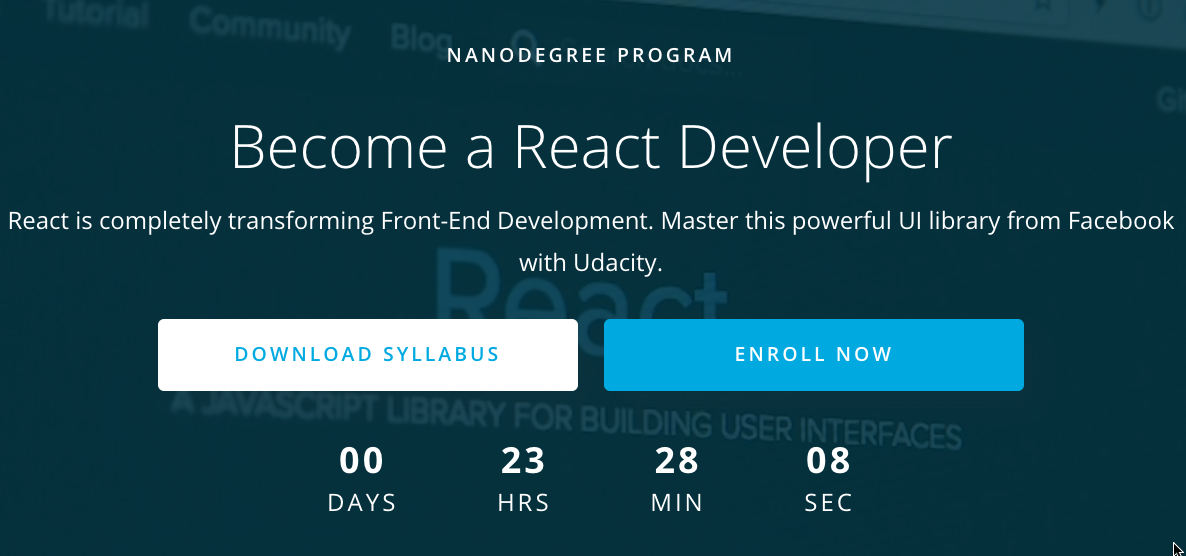 Tutorial Community Blog
NANODEGREE PROGRAM
Become a React Developer
React is completely transforming Front-End Development. Master this powerful UI library from Facebook
with Udacity.
React
DOWNLOAD SYLLABUS ENROLL NOW
A JAVASCRIPT LIBRARY FOR BUILDING USER INTERFACES
00 23 28 08
DAYS HRS MIN SEC